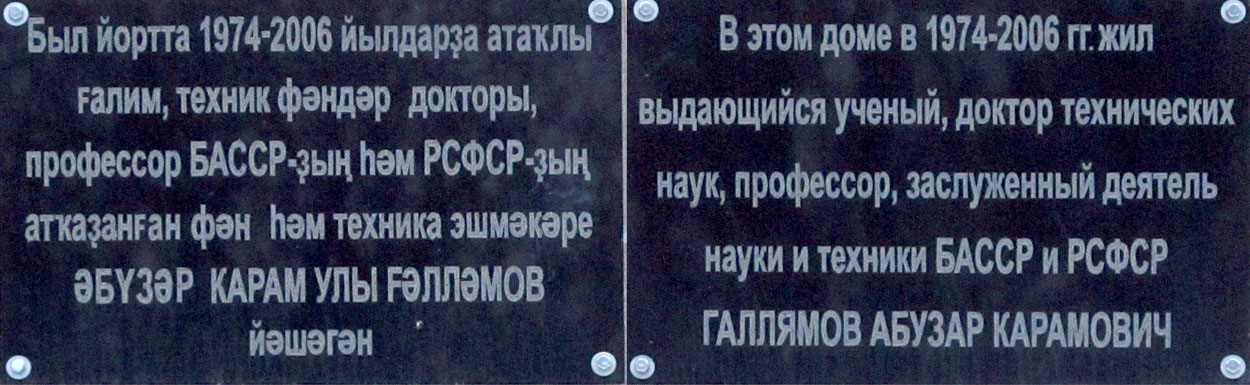 Был йортта 1974-2006 йылдарҙа атаҡлы
ғалим, техник фәндәр докторы,
профессор БАССР-ҙың һәм РСФСР-ҙың
атҡаҙанған фән һәм техника эшмәкәре
ӘБҮЗӘР КАРАМ УЛЫ ҒӘЛЛӘМОВ
йәшәгән
В этом доме в 1974-2006 гг. жил
выдающийся ученый, доктор технических
наук, профессор, заслуженный деятель
науки и техники БАССР и РСФСР
ГАЛЛЯМОВ АБУЗАР КАРАМОВИЧ